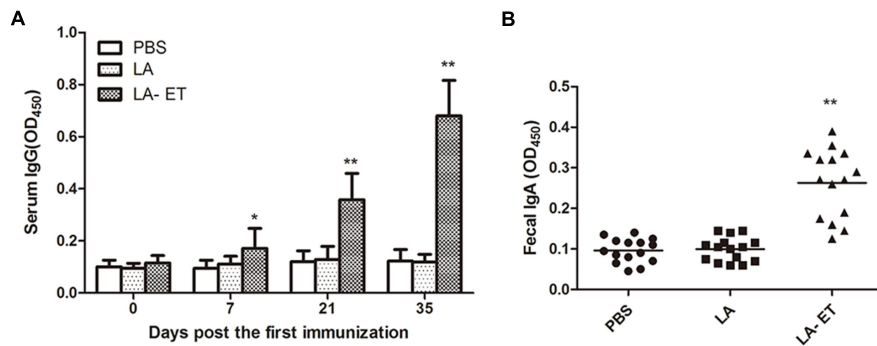 A
Serum IgG(OD450)
1.0
0.8
0.6
0.4
0.2
0.0
PBS
LA
LA- ET
*
**
**
0 7 21 35
Days post the first immunization
B
Fecal IgA (OD450)
0.5
0.4
0.3
0.2
0.1
0.0
**
PBS LA LA- ET